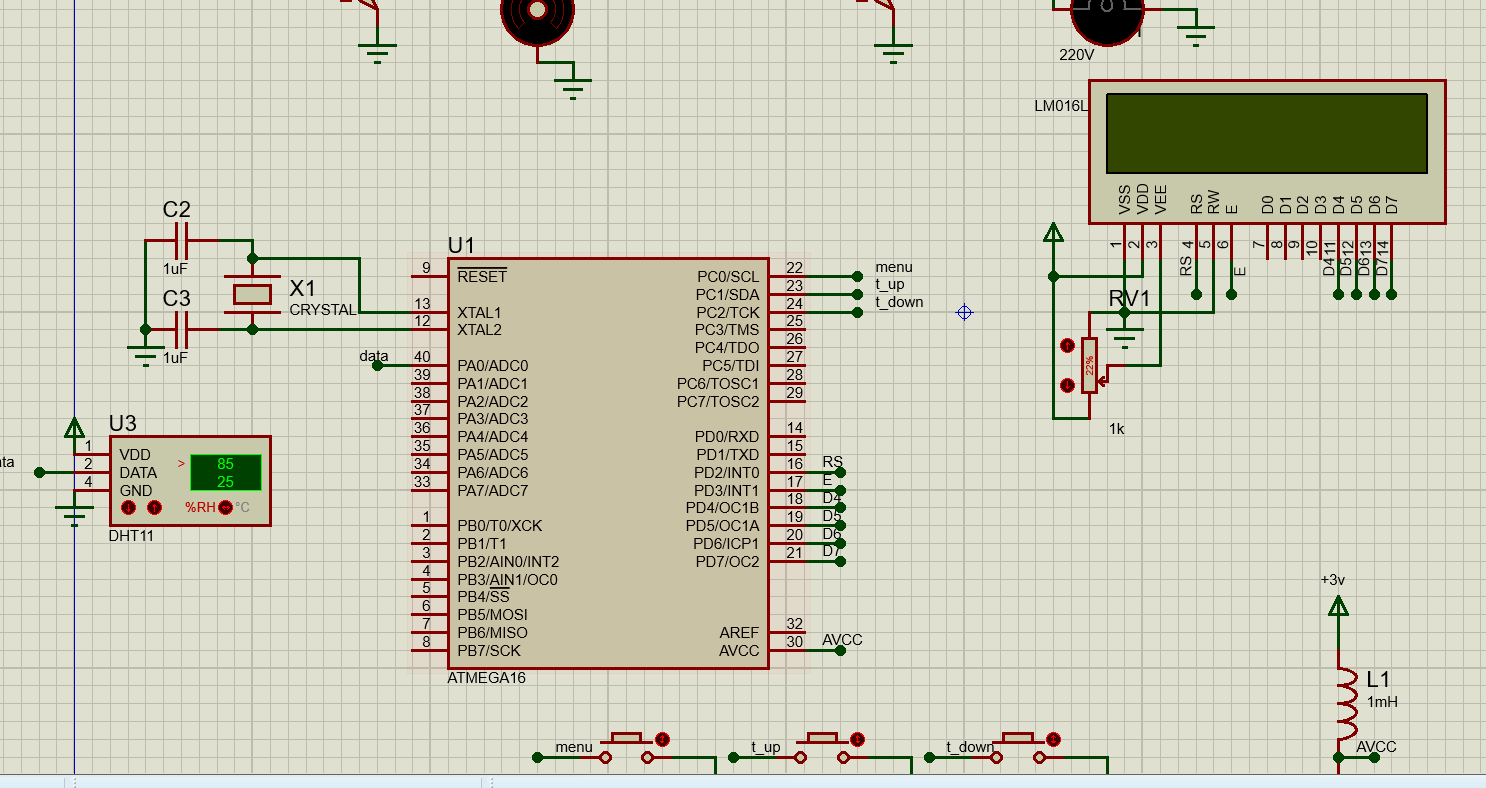 220V
LM016L
VSS
VDD
VEE
RS
RW
E
D0
D1
D2
D3
D4
D5
D6
D7
1
2
3
4
5
6
7
8
9
10
11
12
13
14
RS
E
D4
D5
D6
D7
C2
1uF
C3
1uF
X1
CRYSTAL
U1
9
RESET
13
XTAL1
12
XTAL2
data
40
PA0/ADC0
39
PA1/ADC1
38
PA2/ADC2
37
PA3/ADC3
36
PA4/ADC4
35
PA5/ADC5
34
PA6/ADC6
33
PA7/ADC7
1
PB0/T0/XCK
2
PB1/T1
3
PB2/AIN0/INT2
4
PB3/AIN1/OC0
5
PB4/SS
6
PB5/MOSI
7
PB6/MISO
8
PB7/SCK
PC0/SCL
22
menu
PC1/SDA
23
t_up
PC2/TCK
24
t_down
PC3/TMS
25
PC4/TDO
26
PC5/TDI
27
PC6/TOSC1
28
PC7/TOSC2
29
PD0/RXD
14
PD1/TXD
15
PD2/INT0
16
RS
PD3/INT1
17
E
PD4/OC1B
18
D4
PD5/OC1A
19
D5
PD6/ICP1
20
D6
PD7/OC2
21
D7
AREF
32
AVCC
30
AVCC
ATMEGA16
RV1
22%
1k
U3
1
VDD
2
DATA
4
GND
>
85
25
%RH
°C
DHT11
ata
+3v
L1
1mH
AVCC
menu
t_up
t_down